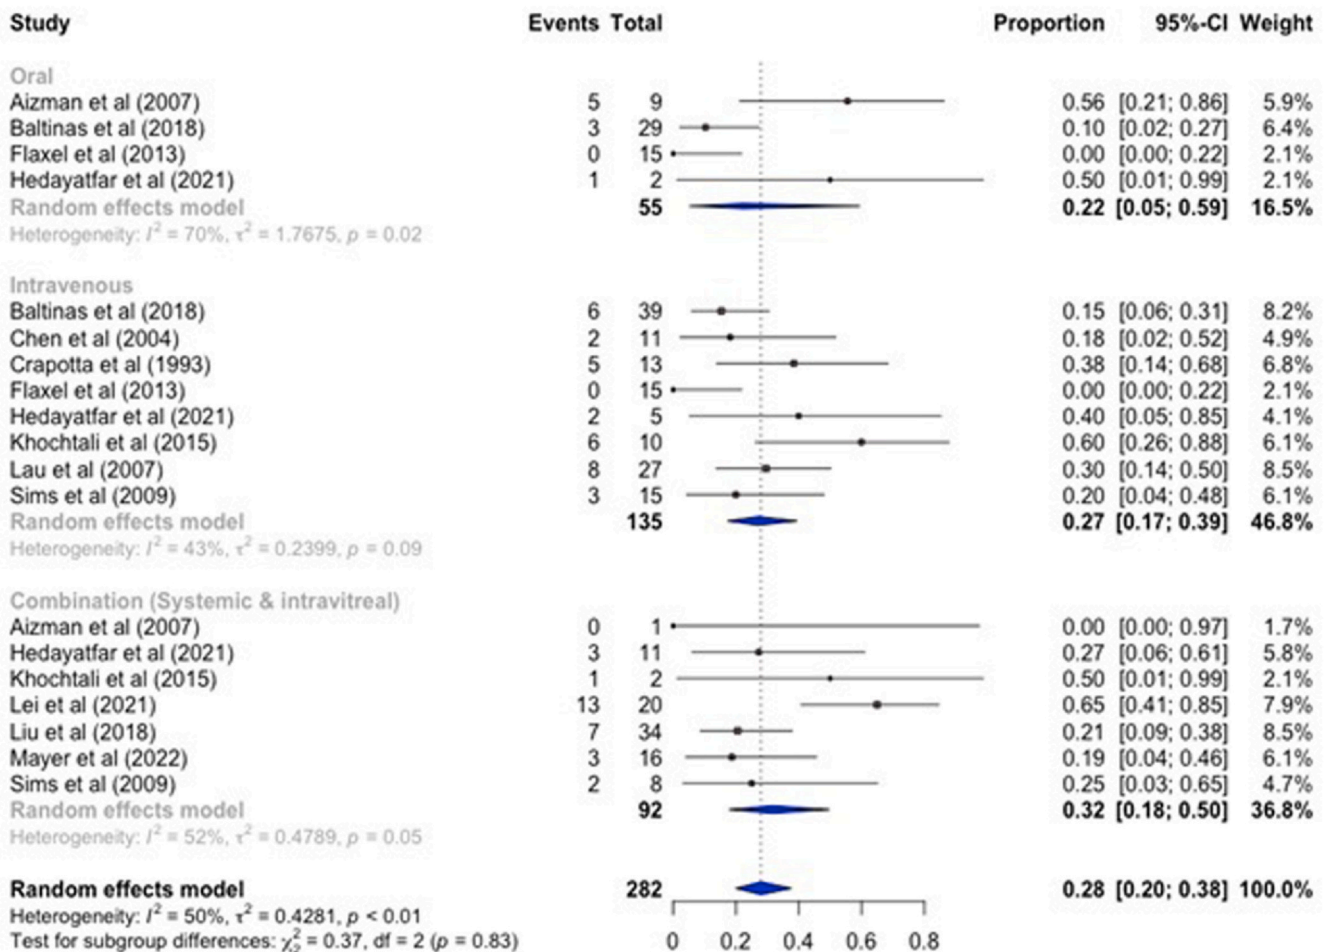 Study Events Total Proportion 95%-CI Weight
Oral
Aizman et al (2007) 5 9 0.56 [0.21; 0.86] 5.9%
Baltinas et al (2018) 3 29 0.10 [0.02; 0.27] 6.4%
Flaxel et al (2013) 0 15 0.00 [0.00; 0.22] 2.1%
Hedayatfar et al (2021) 1 2 0.50 [0.01; 0.99] 2.1%
Random effects model 55 0.22 [0.05; 0.59] 16.5%
Heterogeneity: I² = 70%, τ² = 1.7675, p = 0.02
Intravenous
Baltinas et al (2018) 6 39 0.15 [0.06; 0.31] 8.2%
Chen et al (2004) 2 11 0.18 [0.02; 0.52] 4.9%
Crapotta et al (1993) 5 13 0.38 [0.14; 0.68] 6.8%
Flaxel et al (2013) 0 15 0.00 [0.00; 0.22] 2.1%
Hedayatfar et al (2021) 2 5 0.40 [0.05; 0.85] 4.1%
Khochtali et al (2015) 6 10 0.60 [0.26; 0.88] 6.1%
Lau et al (2007) 8 27 0.30 [0.14; 0.50] 8.5%
Sims et al (2009) 3 15 0.20 [0.04; 0.48] 6.1%
Random effects model 135 0.27 [0.17; 0.39] 46.8%
Heterogeneity: I² = 43%, τ² = 0.2399, p = 0.09
Combination (Systemic & intravitreal)
Aizman et al (2007) 0 1 0.00 [0.00; 0.97] 1.7%
Hedayatfar et al (2021) 3 11 0.27 [0.06; 0.61] 5.8%
Khochtali et al (2015) 1 2 0.50 [0.01; 0.99] 2.1%
Lei et al (2021) 13 20 0.65 [0.41; 0.85] 7.9%
Liu et al (2018) 7 34 0.21 [0.09; 0.38] 8.5%
Mayer et al (2022) 3 16 0.19 [0.04; 0.46] 6.1%
Sims et al (2009) 2 8 0.25 [0.03; 0.65] 4.7%
Random effects model 92 0.32 [0.18; 0.50] 36.8%
Heterogeneity: I² = 52%, τ² = 0.4789, p = 0.05
Random effects model 282 0.28 [0.20; 0.38] 100.0%
Heterogeneity: I² = 50%, τ² = 0.4281, p < 0.01
Test for subgroup differences: χ²₂ = 0.37, df = 2 (p = 0.83)
0 0.2 0.4 0.6 0.8